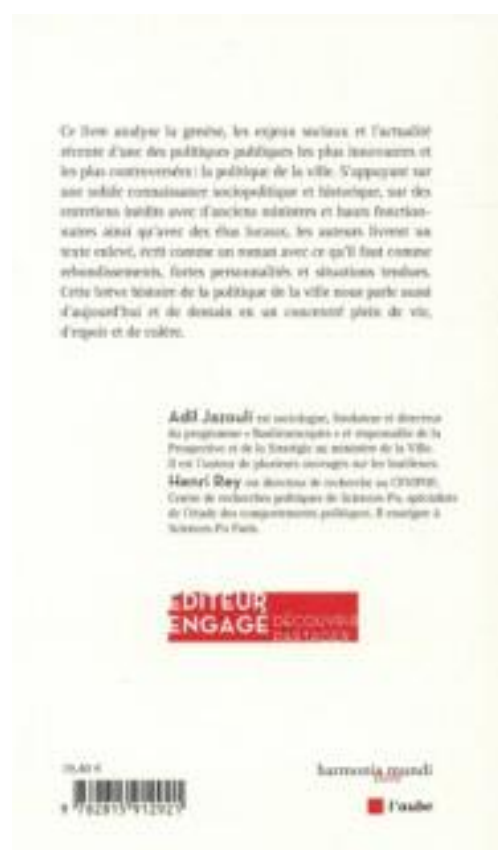 Ce livre analyse la genèse, les enjeux sociaux et l'actualité
récente d'une des politiques publiques les plus innovantes et
les plus controversées : la politique de la ville. S'appuyant sur
une solide connaissance sociopolitique et historique, sur des
entretiens inédits avec d'anciens ministres et hauts fonction-
naires ainsi qu'avec des élus locaux, les auteurs livrent un
texte enlevé, écrit comme un roman avec ce qu'il faut comme
rebondissements, fortes personnalités et situations tendues.
Cette brève histoire de la politique de la ville nous parle aussi
d'aujourd'hui et de demain en un concentré plein de vie,
d'espoir et de colère.
Adil Jazouli est sociologue, fondateur et directeur
du programme « Banlieuscopies » et responsable de la
Prospective et de la Stratégie au ministère de la Ville.
Il est l'auteur de plusieurs ouvrages sur les banlieues.
Henri Rey est directeur de recherche au CEVIPOF,
Centre de recherches politiques de Sciences-Po, spécialiste
de l'étude des comportements politiques. Il enseigne à
Sciences-Po Paris.
ÉDITEUR
ENGAGÉ DÉCOUVRIR
PARTAGER
harmonia mundi
l'aube
9 782815 912921